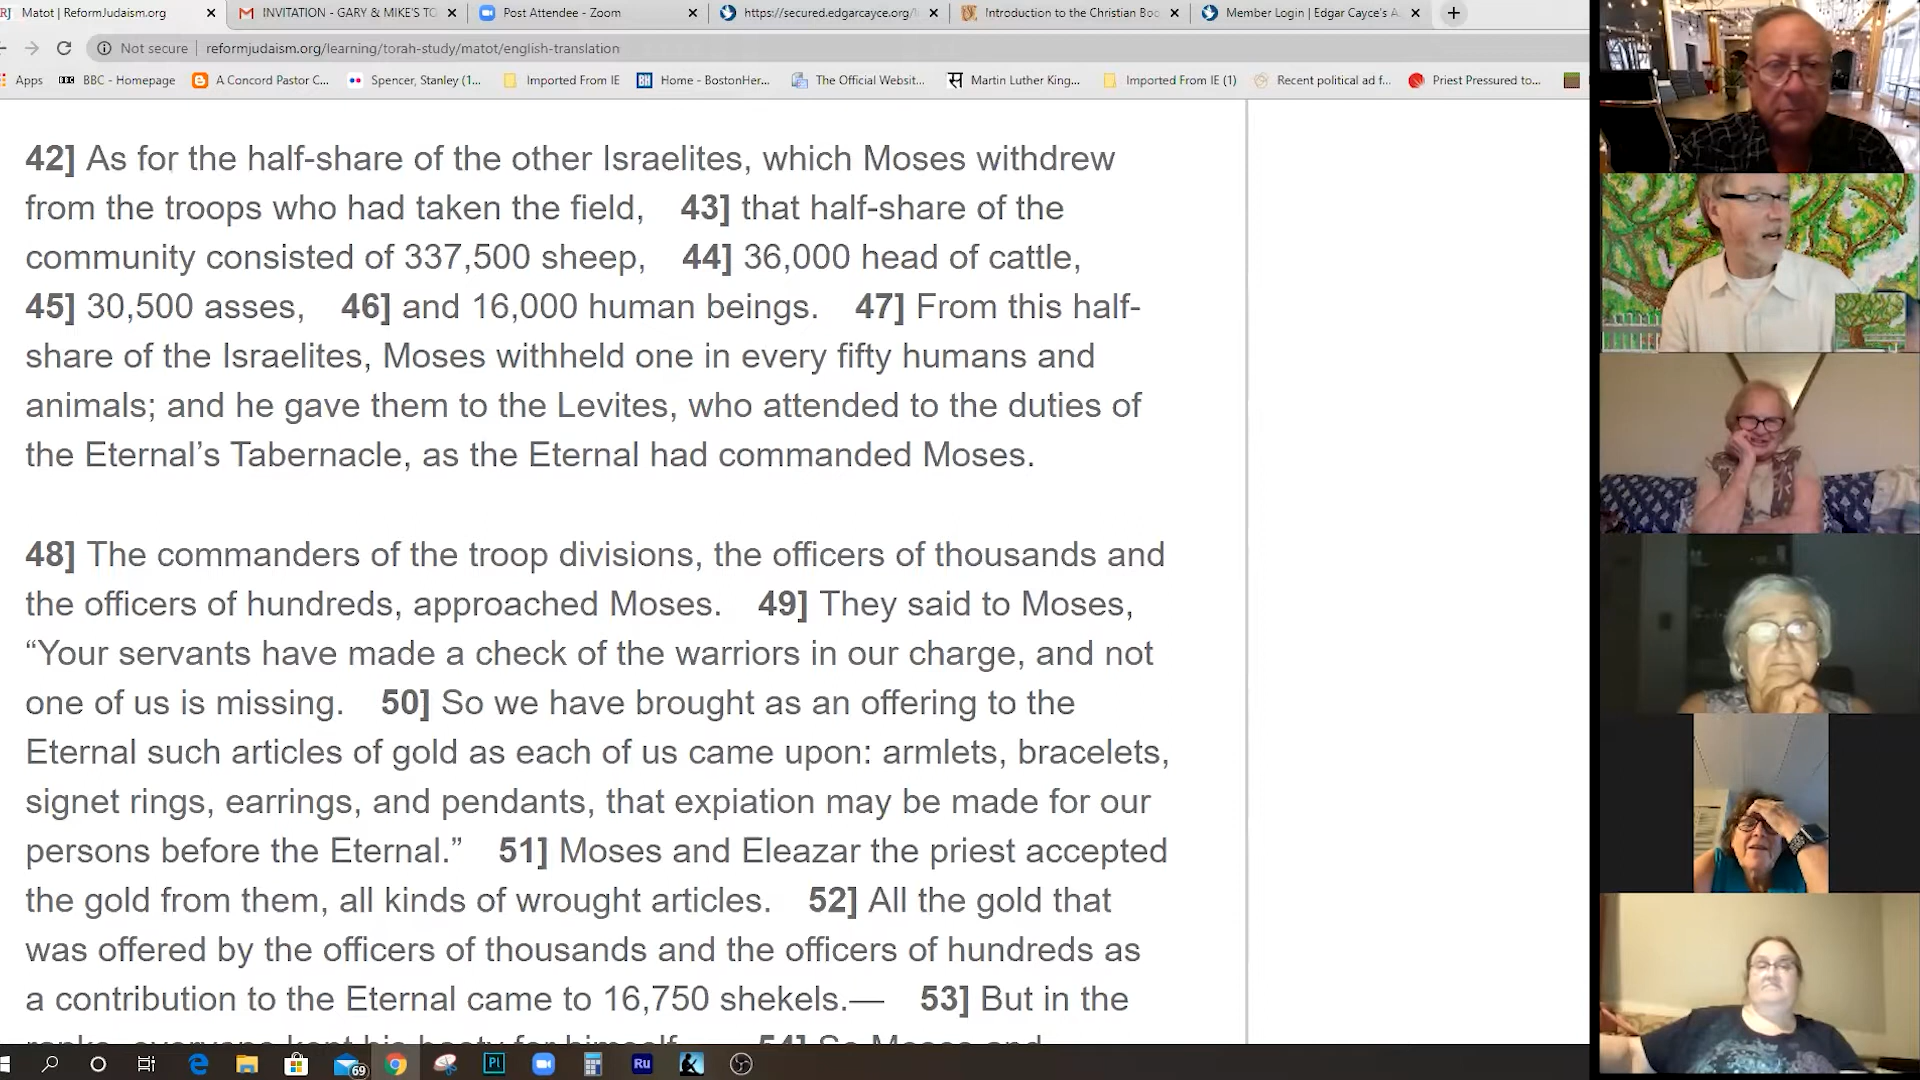 RJ Matot | ReformJudaism.org
INVITATION - GARY & MIKE'S TO
Post Attendee - Zoom
https://secured.edgarcayce.org/
Introduction to the Christian Boo
Member Login | Edgar Cayce's A
Not secure | reformjudaism.org/learning/torah-study/matot/english-translation
Apps BBC - Homepage A Concord Pastor C... Spencer, Stanley (1... Imported From IE Home - BostonHer... The Official Websit... Martin Luther King... Imported From IE (1) Recent political ad f... Priest Pressured to...
42] As for the half-share of the other Israelites, which Moses withdrew
from the troops who had taken the field, 43] that half-share of the
community consisted of 337,500 sheep, 44] 36,000 head of cattle,
45] 30,500 asses, 46] and 16,000 human beings. 47] From this half-
share of the Israelites, Moses withheld one in every fifty humans and
animals; and he gave them to the Levites, who attended to the duties of
the Eternal’s Tabernacle, as the Eternal had commanded Moses.
48] The commanders of the troop divisions, the officers of thousands and
the officers of hundreds, approached Moses. 49] They said to Moses,
“Your servants have made a check of the warriors in our charge, and not
one of us is missing. 50] So we have brought as an offering to the
Eternal such articles of gold as each of us came upon: armlets, bracelets,
signet rings, earrings, and pendants, that expiation may be made for our
persons before the Eternal.” 51] Moses and Eleazar the priest accepted
the gold from them, all kinds of wrought articles. 52] All the gold that
was offered by the officers of thousands and the officers of hundreds as
a contribution to the Eternal came to 16,750 shekels.— 53] But in the
ranks, everyone kept his booty for himself.— 54] So Moses and
69 Pl Ru